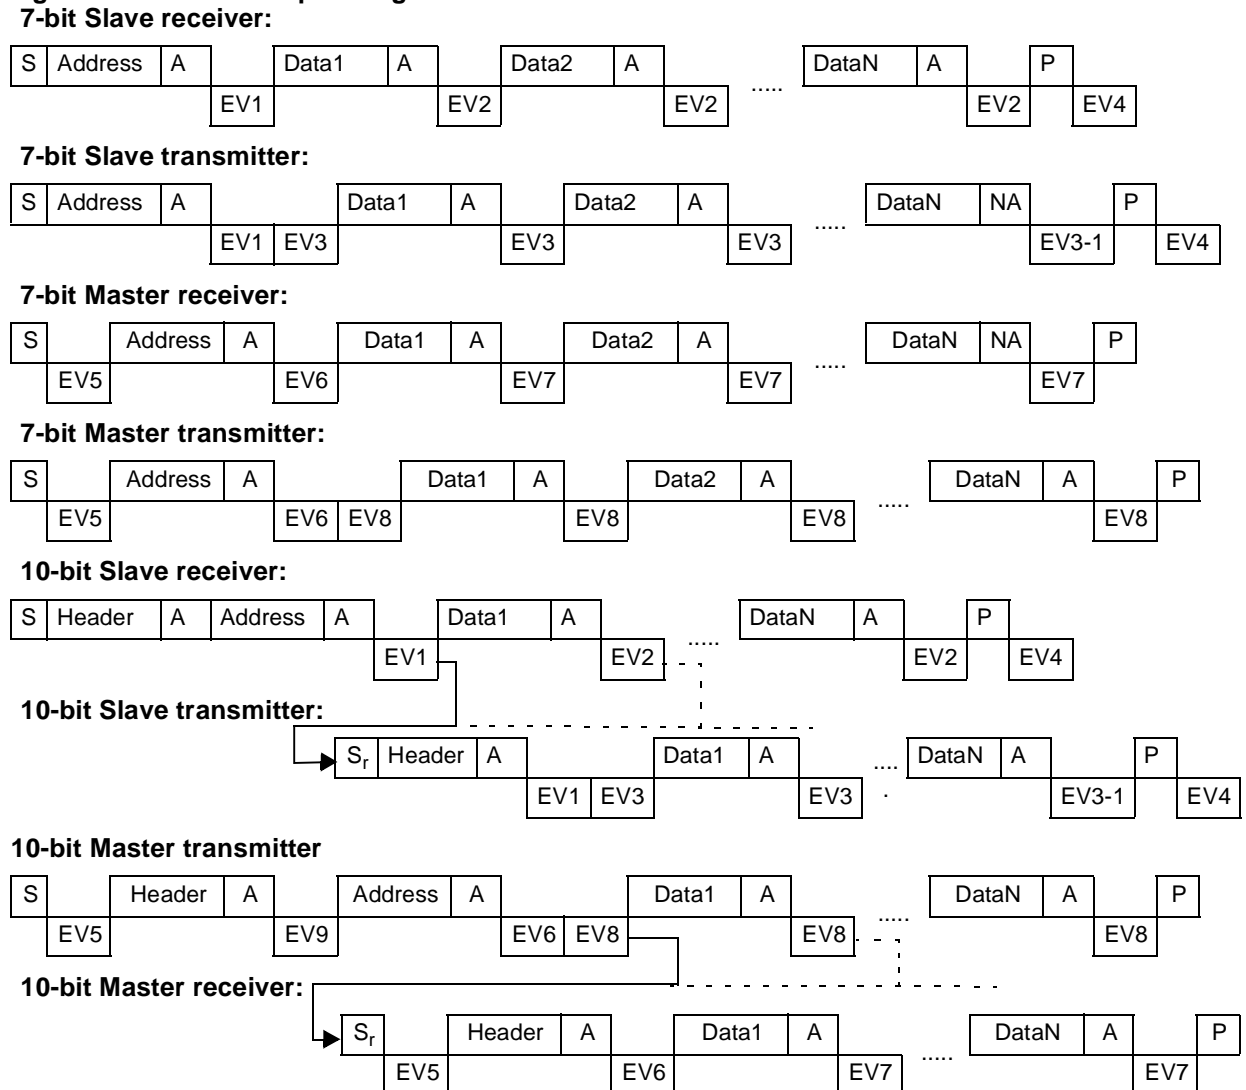 7-bit Slave receiver:
S Address A Data1 A Data2 A ..... DataN A P
EV1 EV2 EV2 EV2 EV4
7-bit Slave transmitter:
S Address A Data1 A Data2 A ..... DataN NA P
EV1 EV3 EV3 EV3 EV3-1 EV4
7-bit Master receiver:
S Address A Data1 A Data2 A ..... DataN NA P
EV5 EV6 EV7 EV7 EV7
7-bit Master transmitter:
S Address A Data1 A Data2 A ..... DataN A P
EV5 EV6 EV8 EV8 EV8 EV8
10-bit Slave receiver:
S Header A Address A Data1 A ..... DataN A P
EV1 EV2 EV2 EV4
10-bit Slave transmitter:
Sr Header A Data1 A .... DataN A P
EV1 EV3 EV3 . EV3-1 EV4
10-bit Master transmitter
S Header A Address A Data1 A ..... DataN A P
EV5 EV9 EV6 EV8 EV8 EV8
10-bit Master receiver:
Sr Header A Data1 A ..... DataN A P
EV5 EV6 EV7 EV7